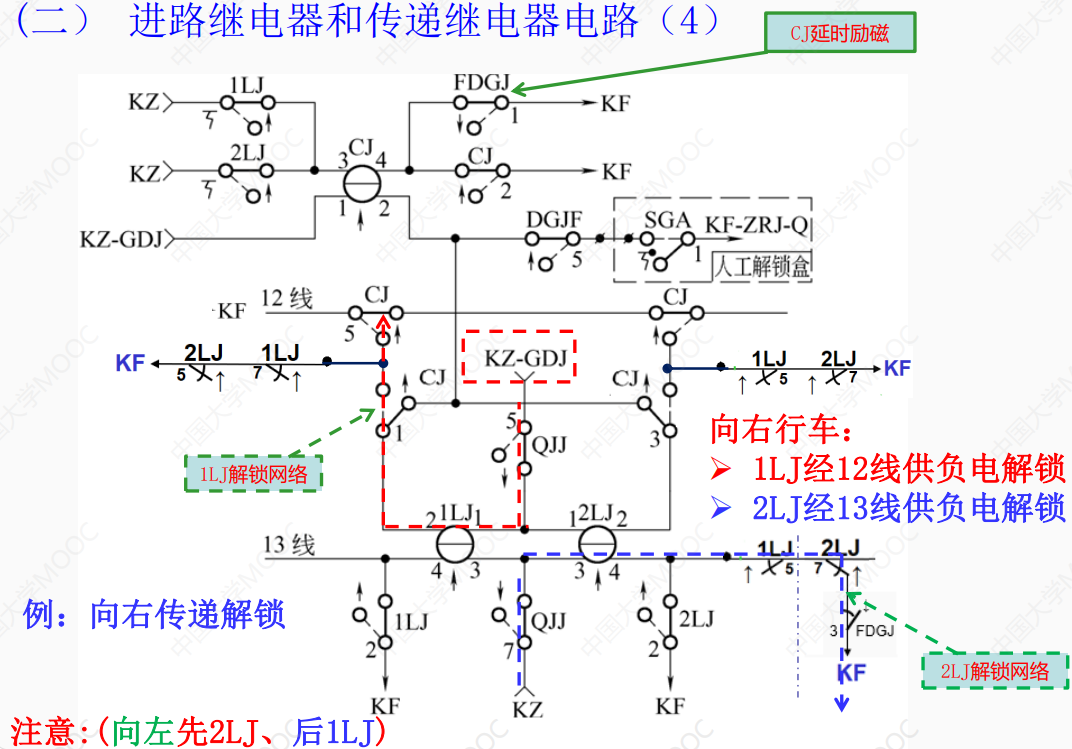 (二） 进路继电器和传递继电器电路（4）
CJ延时励磁
1LJ
FDGJ
KZ
KF
1
2LJ
CJ
CJ
KZ
3
4
KF
2
1
2
DGJF
SGA
KF-ZRJ-Q
KZ-GDJ
5
1
人工解锁盒
KF
12 线
CJ
CJ
5
KZ-GDJ
KF
2LJ
1LJ
5
7
1LJ
2LJ
5
7
KF
CJ
CJ
1
5
QJJ
3
向右行车：
1LJ解锁网络
1LJ经12线供负电解锁
2LJ经13线供负电解锁
2
1LJ
1
1
2LJ
2
13 线
4
3
3
4
1LJ
2LJ
5
7
例：向右传递解锁
1LJ
QJJ
2LJ
3
FDGJ
2
7
2
2LJ解锁网络
KF
KF
KZ
KF
注意:(向左先2LJ、后1LJ)
中国大学MOOC